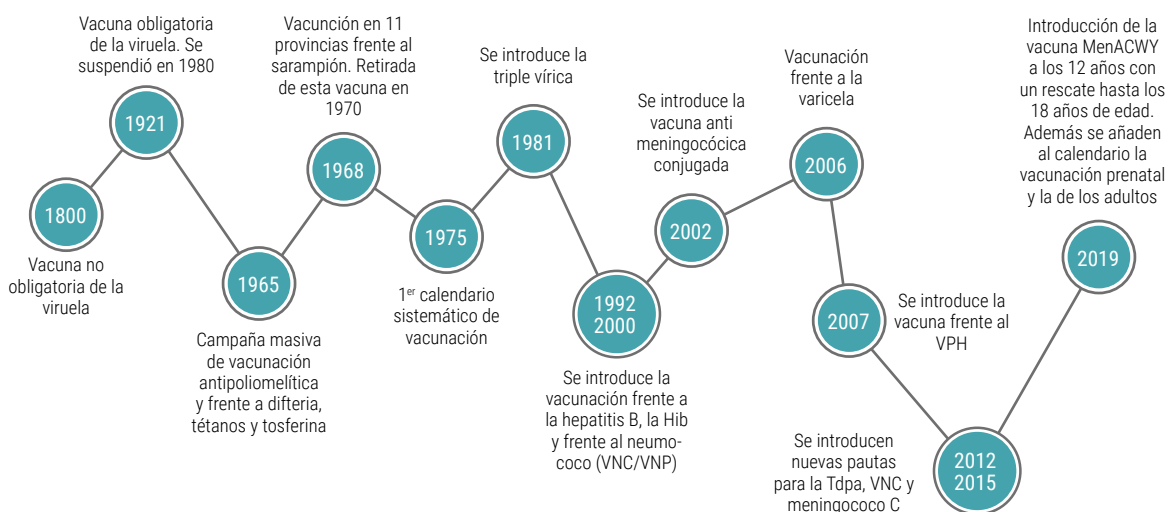 1800
Vacuna no
obligatoria de la
viruela
Vacuna obligatoria
de la viruela. Se
suspendió en 1980
1921
1965
Campaña masiva
de vacunación
antipoliomelítica
y frente a difteria,
tétanos y tosferina
Vacunción en 11
provincias frente al
sarampión. Retirada
de esta vacuna en
1970
1968
1975
1er calendario
sistemático de
vacunación
Se introduce la
triple vírica
1981
1992
2000
Se introduce la
vacunación frente a
la hepatitis B, la Hib
y frente al neumo-
coco (VNC/VNP)
Se introduce la
vacuna anti
meningocócica
conjugada
2002
Vacunación
frente a la
varicela
2006
2007
Se introduce la
vacuna frente al
VPH
Se introducen
nuevas pautas
para la Tdpa, VNC y
meningococo C
2012
2015
Introducción de la
vacuna MenACWY
a los 12 años con
un rescate hasta los
18 años de edad.
Además se añaden
al calendario la
vacunación prenatal
y la de los adultos
2019